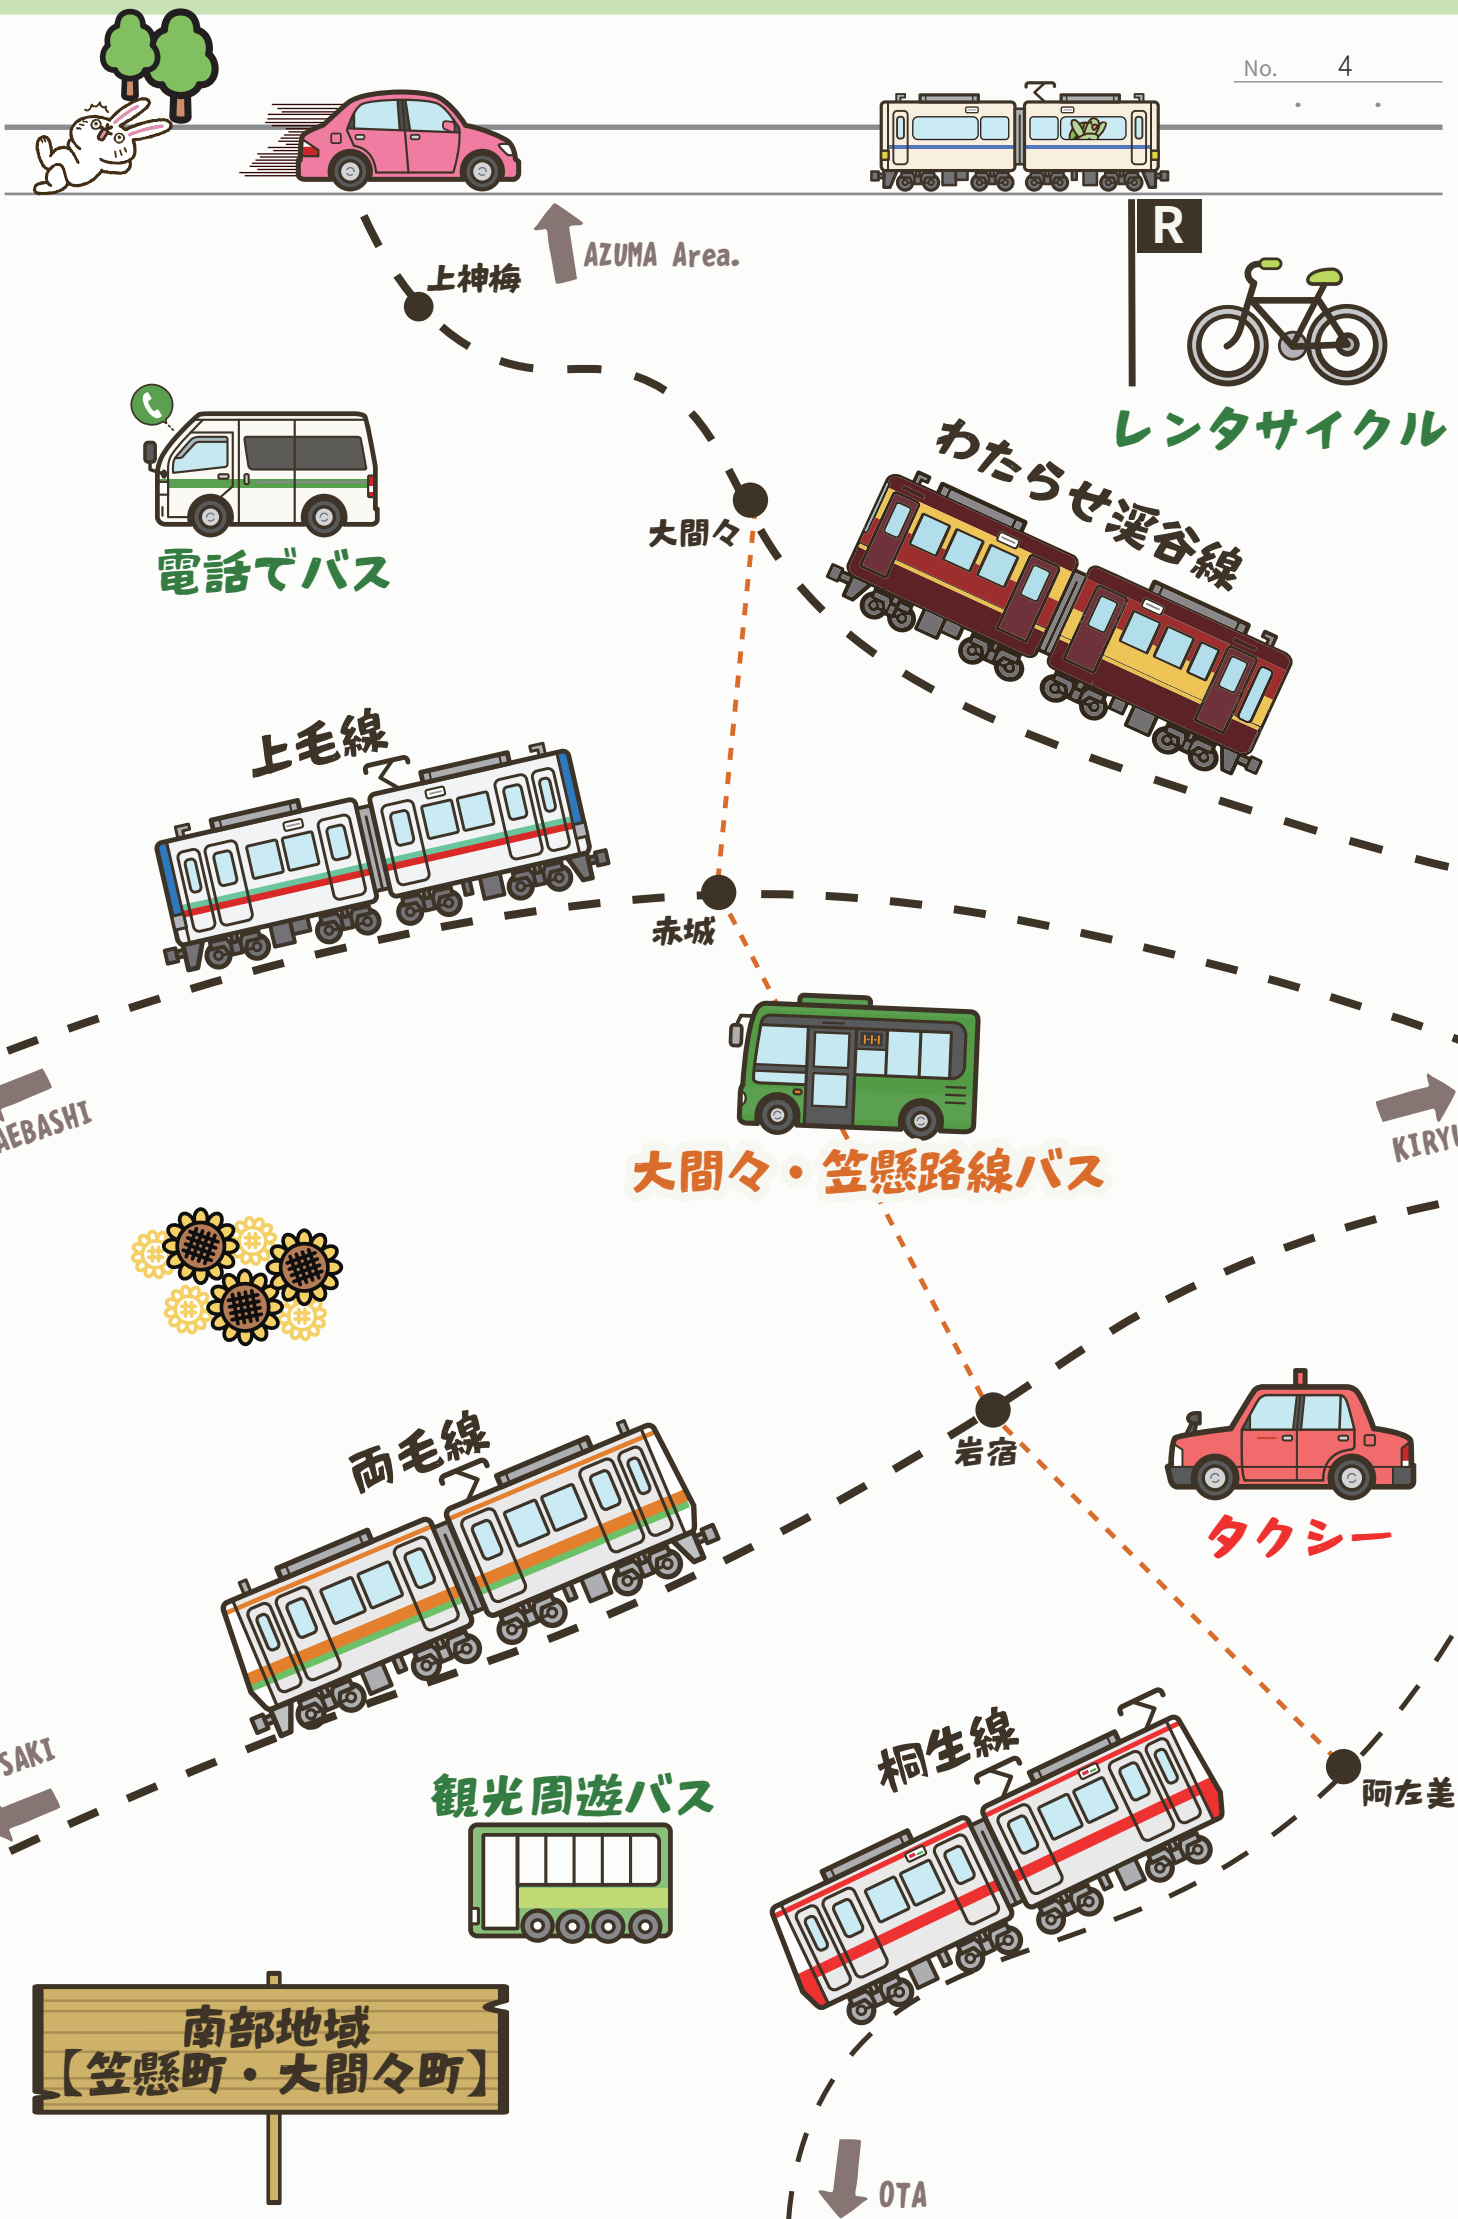 No. 4
R
上神梅
AZUMA Area.
レンタサイクル
わたらせ渓谷線
大間々
電話でバス
上毛線
赤城
AEBASHI
KIRYU
大間々・笠懸路線バス
両毛線
岩宿
タクシー
SAKI
桐生線
観光周遊バス
阿左美
南部地域
【笠懸町・大間々町】
OTA